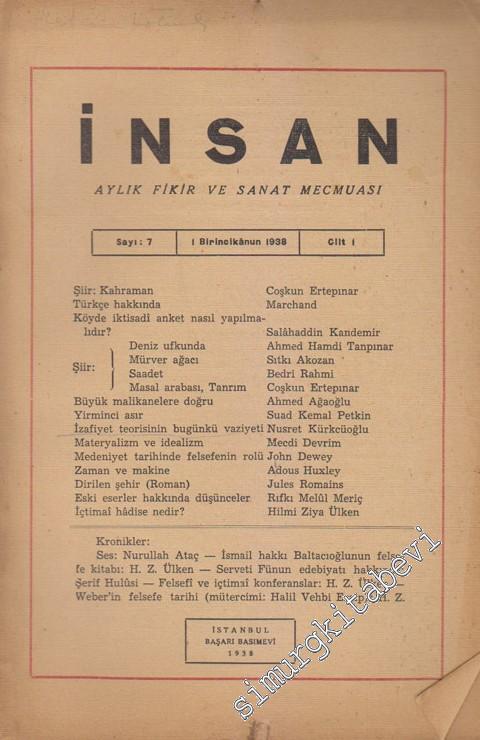 İNSAN
AYLIK FİKİR VE SANAT MECMUASI
Sayı: 7 1 Birincikânun 1938 Cilt 1
Şiir: Kahraman Coşkun Ertepınar
Türkçe hakkında Marchand
Köyde iktisadî anket nasıl yapılma-
lıdır? Salâhaddin Kandemir
Deniz ufkunda Ahmed Hamdi Tanpınar
Mürver ağacı Sıtkı Akozan
Şiir:
Saadet Bedri Rahmi
Masal arabası, Tanrım Coşkun Ertepınar
Büyük malikanelere doğru Ahmed Ağaoğlu
Yirminci asır Suad Kemal Petkin
İzafiyet teorisinin bugünkü vaziyeti Nusret Kürkcüoğlu
Materyalizm ve idealizm Mecdi Devrim
Medeniyet tarihinde felsefenin rolü John Dewey
Zaman ve makine Adous Huxley
Dirilen şehir (Roman) Jules Romains
Eski eserler hakkında düşünceler Rıfkı Melûl Meriç
İçtimaî hâdise nedir? Hilmi Ziya Ülken
Kronikler:
Ses: Nurullah Ataç — İsmail hakkı Baltacıoğlunun felse-
fe kitabı: H. Z. Ülken — Serveti Fünun edebiyatı
Şerif Hulûsi — Felsefî ve içtimaî konferanslar: H. Z.
Weber'in felsefe tarihi (mütercimi: Halil Vehbi H. Z.
İSTANBUL
BAŞARI BASIMEVİ
1938
simurgkitabevi